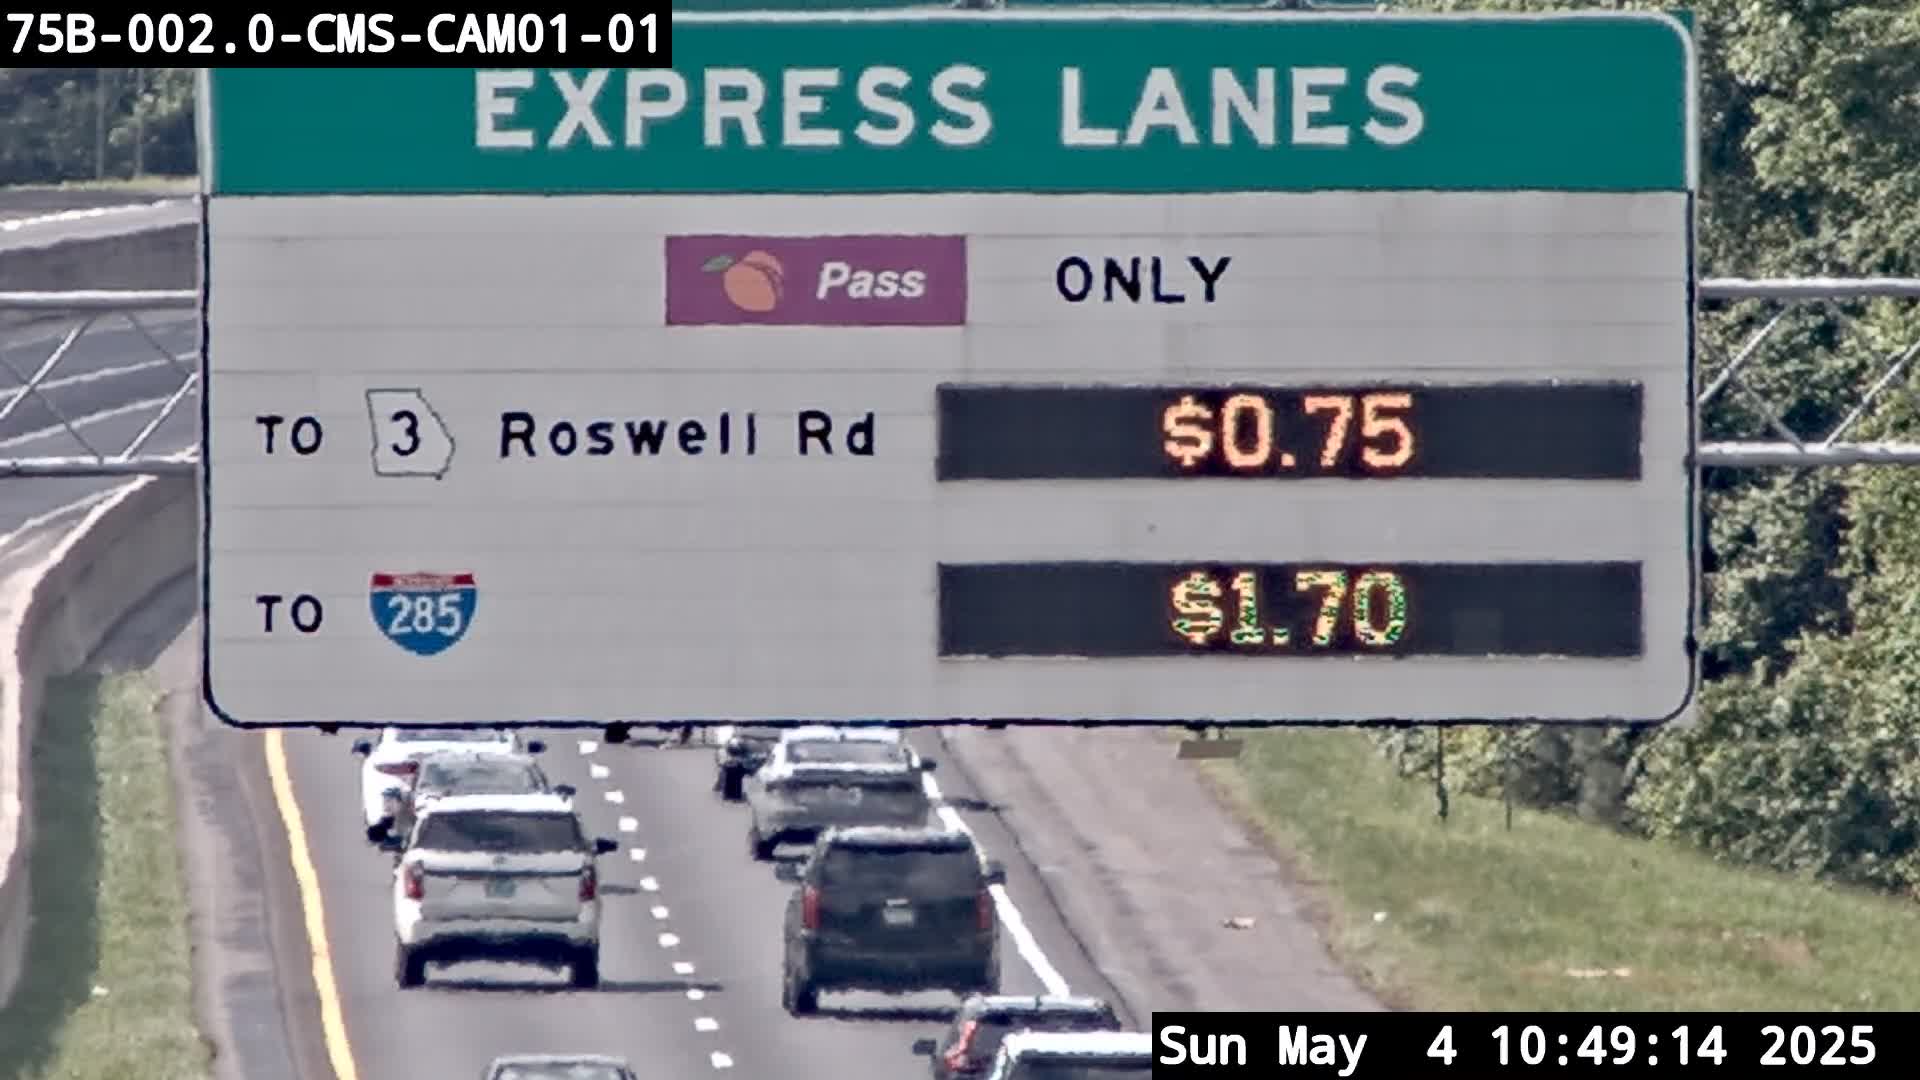 75B-002.0-CMS-CAM01-01
EXPRESS LANES
Pass ONLY
TO 3 Roswell Rd $0.75
TO 285 $1.70
Sun May 4 10:49:14 2025